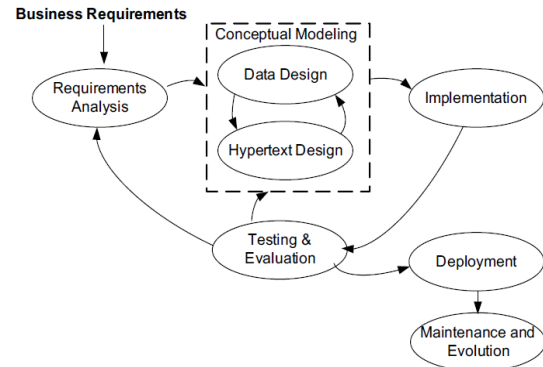 Business Requirements
Conceptual Modeling
Data Design
Requirements
Analysis
Implementation
Hypertext Design
Testing &
Evaluation
Deployment
Maintenance and
Evolution